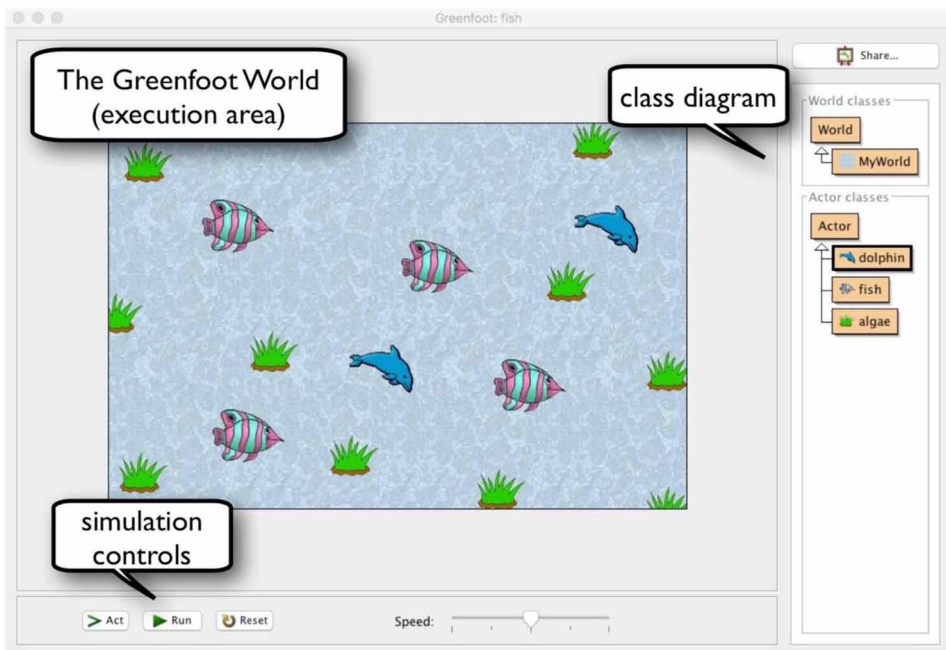 Greenfoot: fish
The Greenfoot World
(execution area)
class diagram
Share...
World classes
World
MyWorld
Actor classes
Actor
dolphin
fish
algae
simulation
controls
Act
Run
Reset
Speed: